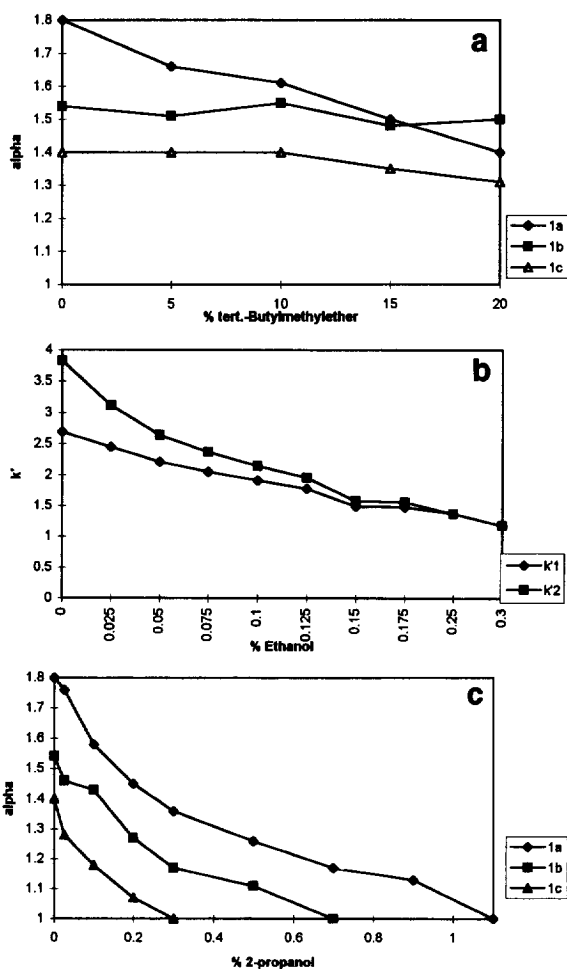 a
1.8
1.7
1.6
1.5
1.4
1.3
1.2
1.1
1
alpha
0 5 10 15 20
% tert.-Butylmethylether
1a
1b
1c
b
4
3.5
3
2.5
2
1.5
1
0.5
0
k'
0 0.025 0.05 0.075 0.1 0.125 0.15 0.175 0.25 0.3
% Ethanol
k'1
k'2
c
1.8
1.7
1.6
1.5
1.4
1.3
1.2
1.1
1
alpha
0 0.2 0.4 0.6 0.8 1
% 2-propanol
1a
1b
1c